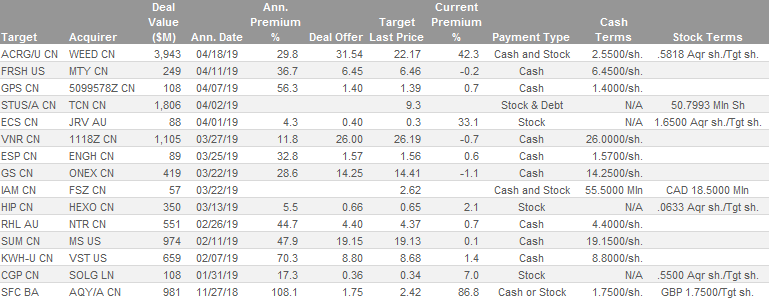 Target Acquirer Deal Value ($M) Ann. Date Ann. Premium % Deal Offer Target Last Price Current Premium % Payment Type Cash Terms Stock Terms
ACRG/U CN WEED CN 3,943 04/18/19 29.8 31.54 22.17 42.3 Cash and Stock 2.5500/sh. .5818 Aqr sh./Tgt sh.
FRSH US MTY CN 249 04/11/19 36.7 6.45 6.46 -0.2 Cash 6.4500/sh.
GPS CN 5099578Z CN 108 04/07/19 56.3 1.40 1.39 0.7 Cash 1.4000/sh.
STUS/A CN TCN CN 1,806 04/02/19 9.3 Stock & Debt N/A 50.7993 Mln Sh
ECS CN JRV AU 88 04/01/19 4.3 0.40 0.3 33.1 Stock N/A 1.6500 Aqr sh./Tgt sh.
VNR CN 1118Z CN 1,105 03/27/19 11.8 26.00 26.19 -0.7 Cash 26.0000/sh.
ESP CN ENGH CN 89 03/25/19 32.8 1.57 1.56 0.6 Cash 1.5700/sh.
GS CN ONEX CN 419 03/22/19 28.6 14.25 14.41 -1.1 Cash 14.2500/sh.
IAM CN FSZ CN 57 03/22/19 2.62 Cash and Stock 55.5000 Mln CAD 18.5000 Mln
HIP CN HEXO CN 350 03/13/19 5.5 0.66 0.65 2.1 Stock N/A .0633 Aqr sh./Tgt sh.
RHL AU NTR CN 551 02/26/19 44.7 4.40 4.37 0.7 Cash 4.4000/sh.
SUM CN MS US 974 02/11/19 47.9 19.15 19.13 0.1 Cash 19.1500/sh.
KWH-U CN VST US 659 02/07/19 70.3 8.80 8.68 1.4 Cash 8.8000/sh.
CGP CN SOLG LN 108 01/31/19 17.3 0.36 0.34 7.0 Stock N/A .5500 Aqr sh./Tgt sh.
SFC BA AQY/A CN 981 11/27/18 108.1 1.75 2.42 86.8 Cash or Stock 1.7500/sh. GBP 1.7500/Tgt sh.